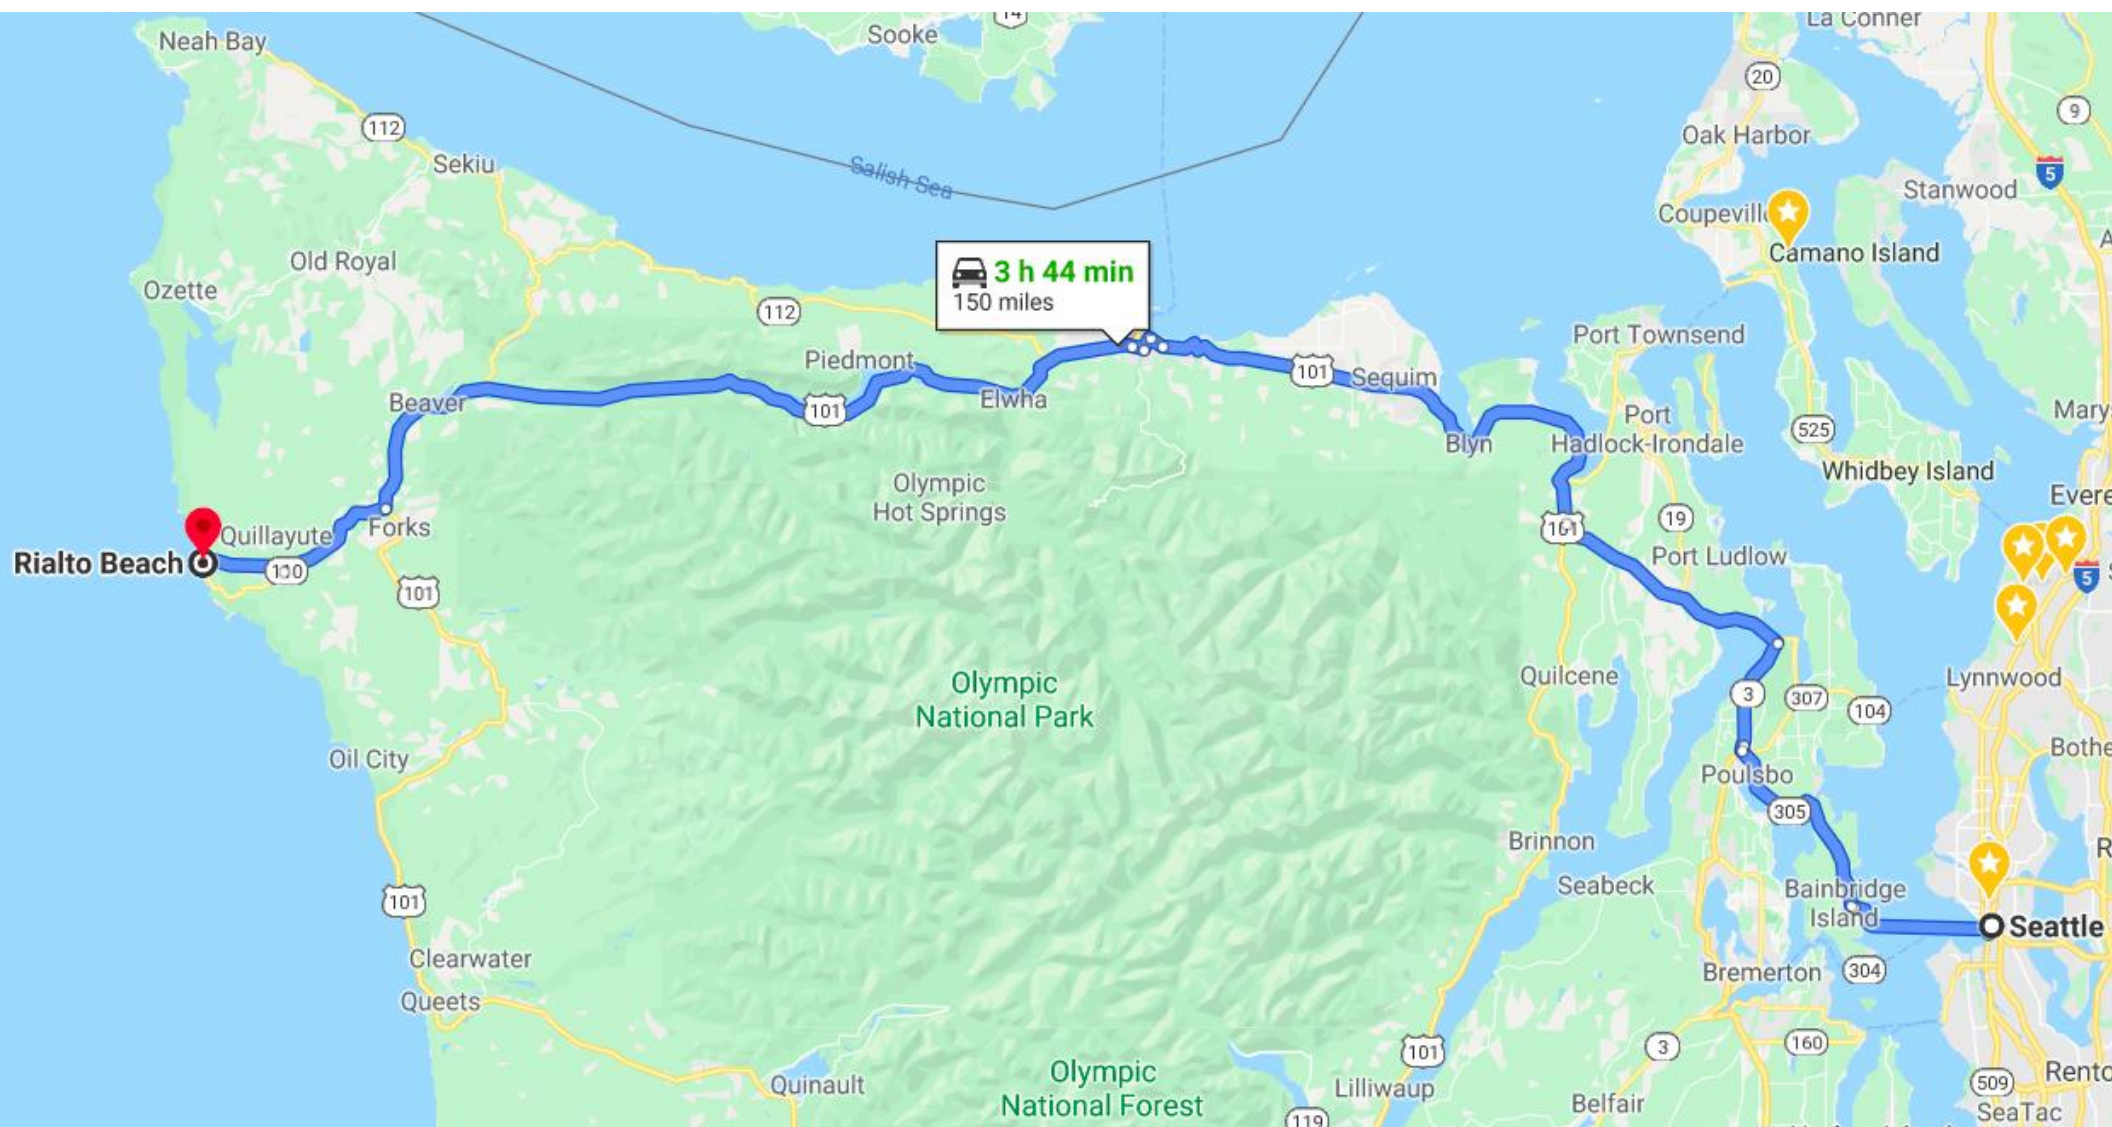 14
La Conner
Neah Bay
Sooke
20
9
112
Oak Harbor
Sekiu
5
Salish Sea
Stanwood
Coupeville
Camano Island
Old Royal
3 h 44 min
150 miles
Ozette
112
Port Townsend
Piedmont
101
Sequim
Beaver
101
Elwha
Port
Hadlock-Irondale
Mary
525
Blyn
Whidbey Island
Olympic
Hot Springs
Evere
Quillayute
Forks
101
19
Port Ludlow
Rialto Beach
110
5
S
101
Olympic
National Park
Quilcene
Lynnwood
3
307
104
Oil City
Poulsbo
Bothe
305
Brinnon
R
Seabeck
Bainbridge
Island
101
Seattle
Clearwater
Bremerton
304
Queets
101
3
160
Olympic
National Forest
Quinault
Lilliwaup
509
Rento
Belfair
SeaTac
119